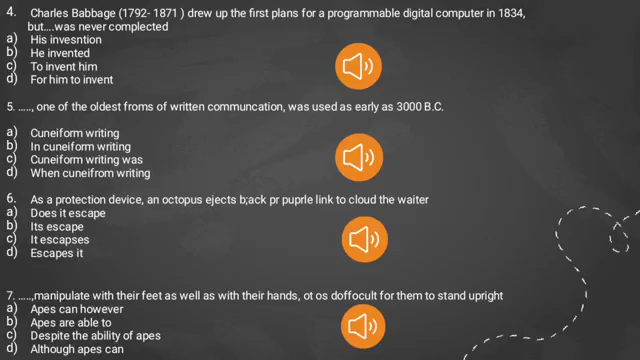 4. Charles Babbage (1792- 1871 ) drew up the first plans for a programmable digital computer in 1834,
but....was never complected
a) His invesntion
b) He invented
c) To invent him
d) For him to invent
5. ....., one of the oldest froms of written communcation, was used as early as 3000 B.C.
a) Cuneiform writing
b) In cuneiform writing
c) Cuneiform writing was
d) When cuneifrom writing
6. As a protection device, an octopus ejects b;ack pr puprle link to cloud the waiter
a) Does it escape
b) Its escape
c) It escapses
d) Escapes it
7. .....,manipulate with their feet as well as with their hands, ot os doffocult for them to stand upright
a) Apes can however
b) Apes are able to
c) Despite the ability of apes
d) Although apes can